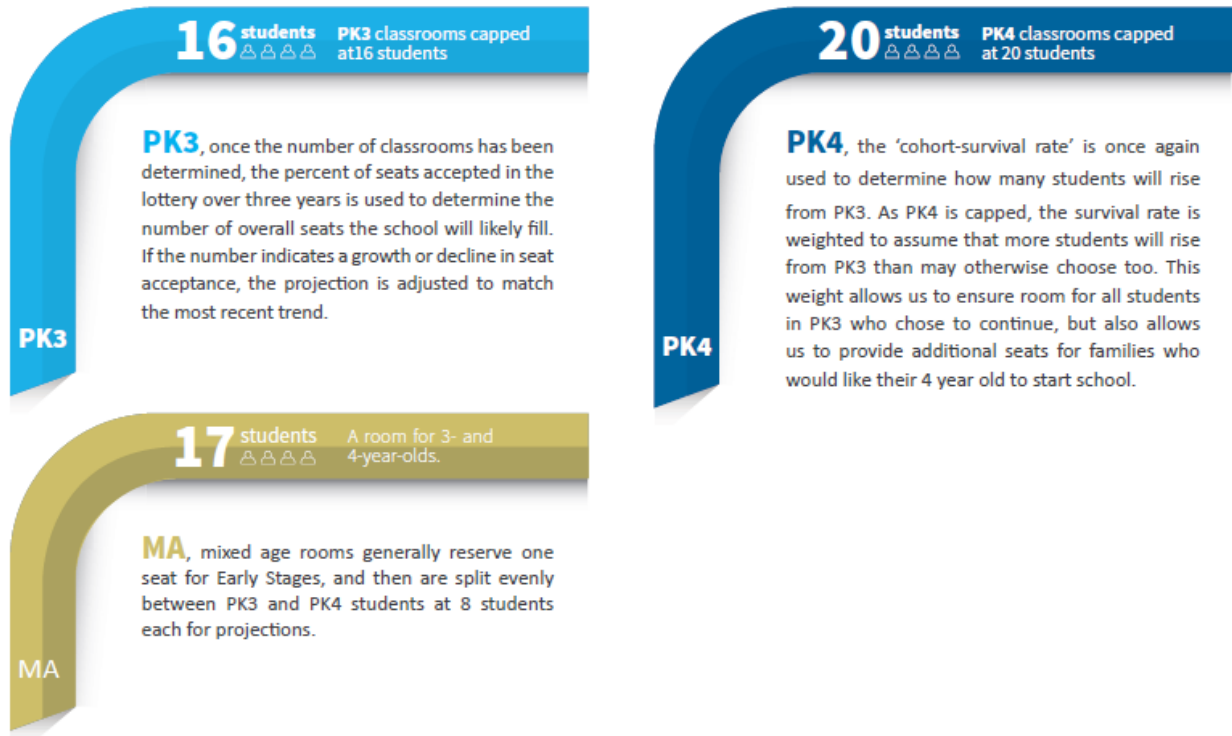 16 students
PK3 classrooms capped
at16 students
PK3, once the number of classrooms has been
determined, the percent of seats accepted in the
lottery over three years is used to determine the
number of overall seats the school will likely fill.
If the number indicates a growth or decline in seat
acceptance, the projection is adjusted to match
the most recent trend.
PK3
20 students
PK4 classrooms capped
at 20 students
PK4, the ‘cohort-survival rate’ is once again
used to determine how many students will rise
from PK3. As PK4 is capped, the survival rate is
weighted to assume that more students will rise
from PK3 than may otherwise choose too. This
weight allows us to ensure room for all students
in PK3 who chose to continue, but also allows
us to provide additional seats for families who
would like their 4 year old to start school.
PK4
17 students
A room for 3- and
4-year-olds.
MA, mixed age rooms generally reserve one
seat for Early Stages, and then are split evenly
between PK3 and PK4 students at 8 students
each for projections.
MA